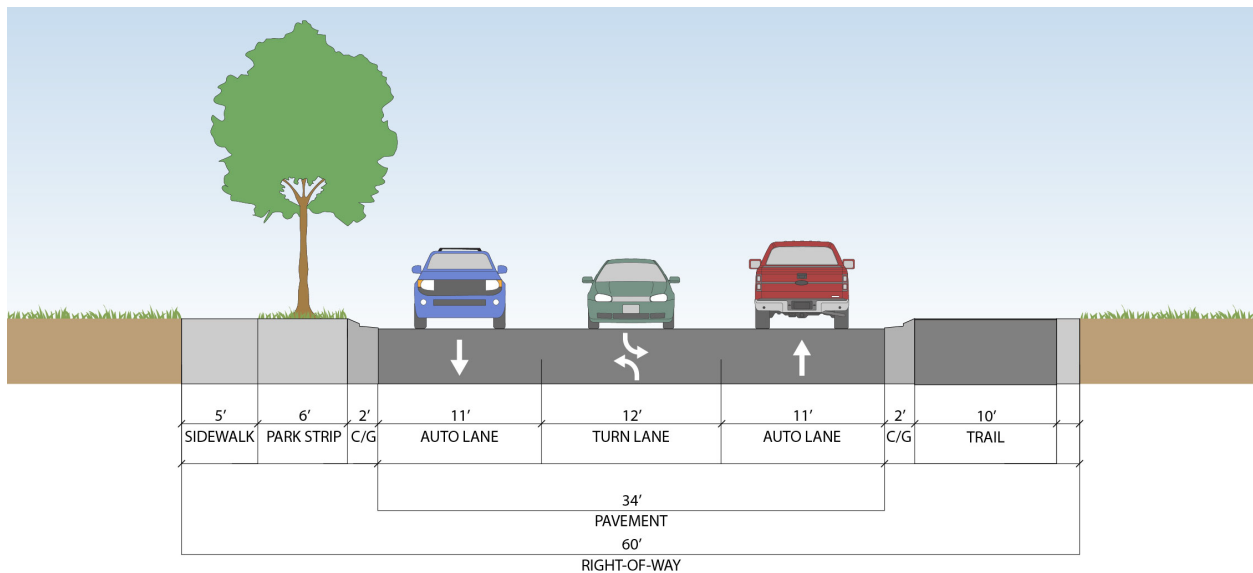 5’ 6’ 2’ 11’ 12’ 11’ 2’ 10’
SIDEWALK PARK STRIP C/G AUTO LANE TURN LANE AUTO LANE C/G TRAIL
34’
PAVEMENT
60’
RIGHT-OF-WAY